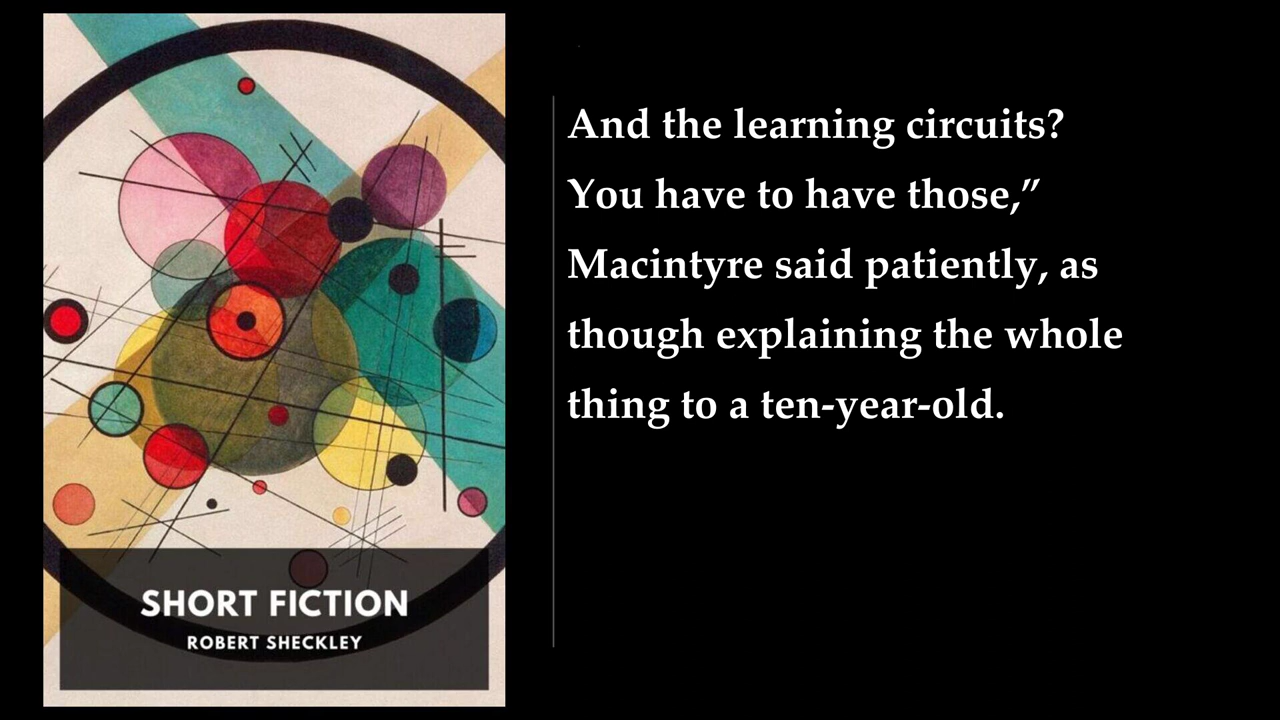 SHORT FICTION
ROBERT SHECKLEY
And the learning circuits?
You have to have those,”
Macintyre said patiently, as
though explaining the whole
thing to a ten-year-old.